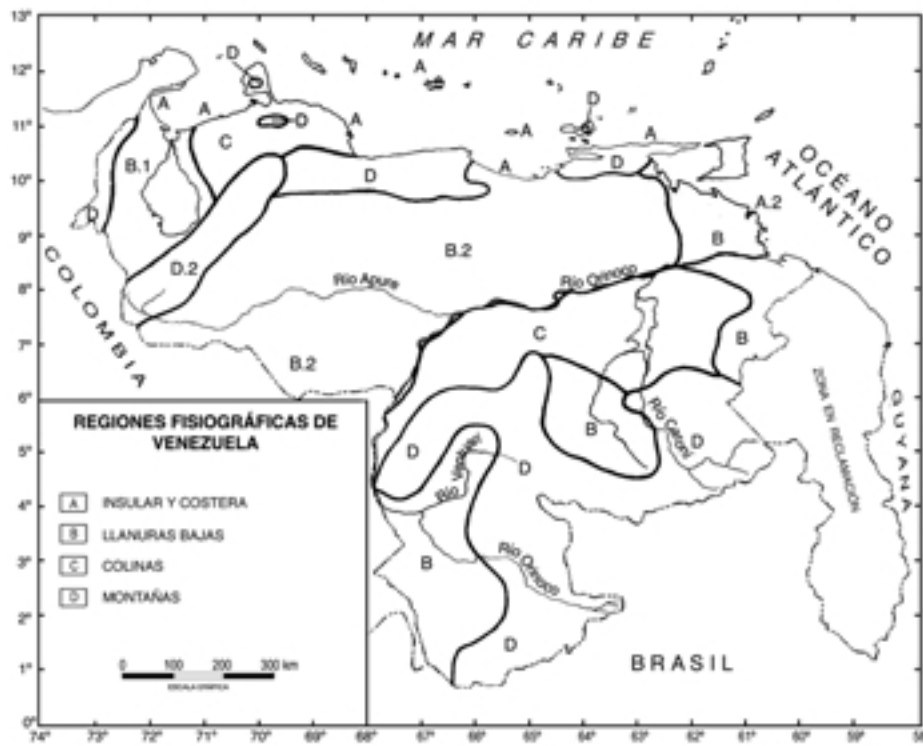 MAR CARIBE
OCÉANO
ATLÁNTICO
COLOMBIA
GUYANA
BRASIL
ZONA EN RECLAMACIÓN
Río Apure
Río Orinoco
Río Caroní
Río Ventuari
Río Orinoco
A
A
A
A
A
A
A
A.2
B.1
B.2
B.2
B
B
B
B
C
C
D
D
D
D
D
D
D.2
D
D
D
D
REGIONES FISIOGRÁFICAS DE
VENEZUELA
A INSULAR Y COSTERA
B LLANURAS BAJAS
C COLINAS
D MONTAÑAS
0 100 200 300 km
ESCALA GRÁFICA
13°
12°
11°
10°
9°
8°
7°
6°
5°
4°
3°
2°
1°
0°
74° 73° 72° 71° 70° 69° 68° 67° 66° 65° 64° 63° 62° 61° 60° 59°